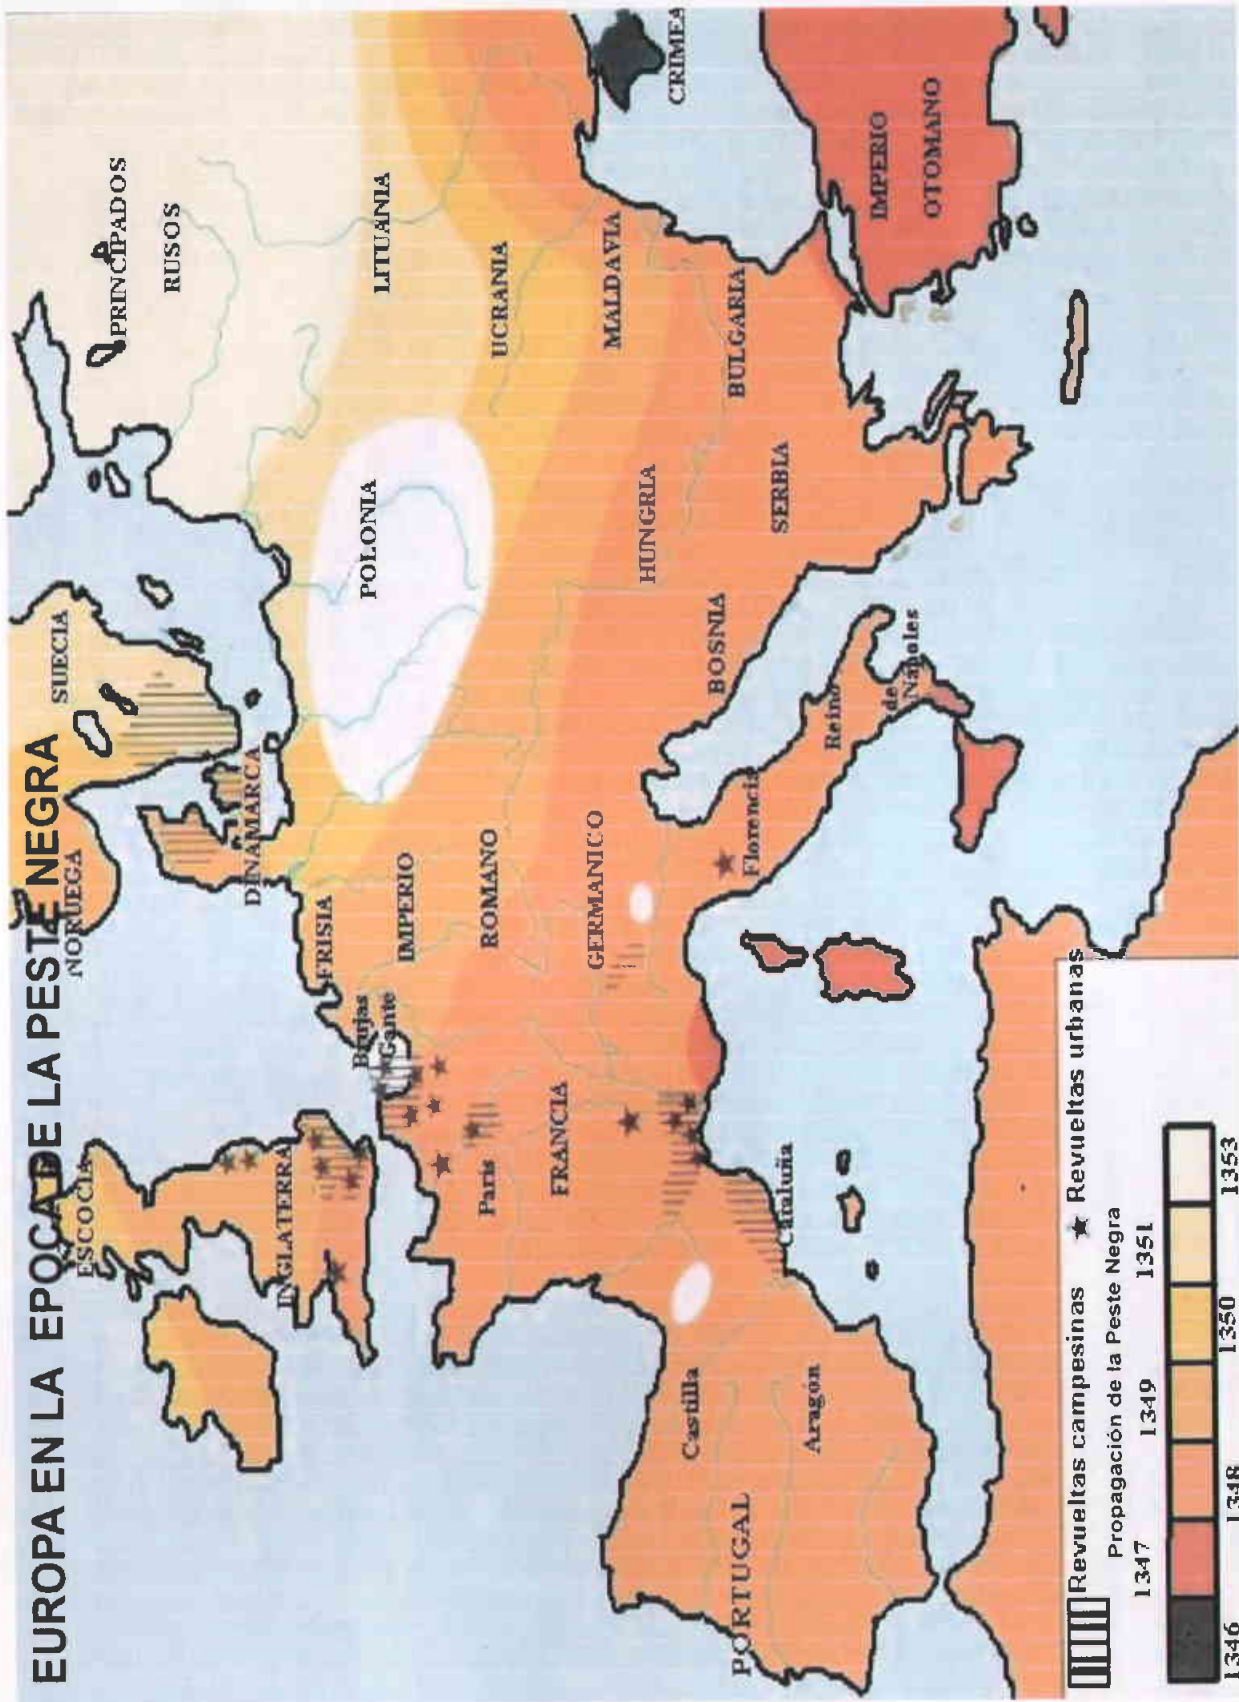 EUROPA EN LA EPOCA DE LA PESTE NEGRA
NORUEGA
SUECIA
PRINCIPADOS
RUSOS
ESCOCIA
DINAMARCA
INGLATERRA
FRISIA
POLONIA
LITUANIA
Brujas
Gante
IMPERIO
ROMANO
GERMANICO
UCRANIA
Paris
FRANCIA
HUNGRIA
MALDAVIA
CRIMEA
BOSNIA
SERBIA
BULGARIA
Castilla
Aragón
PORTUGAL
Cataluña
Florencia
Reino
de
Nápoles
IMPERIO
OTOMANO
Revueltas campesinas
Revueltas urbanas
Propagación de la Peste Negra
1347 1349 1351
1346 1348 1350 1353